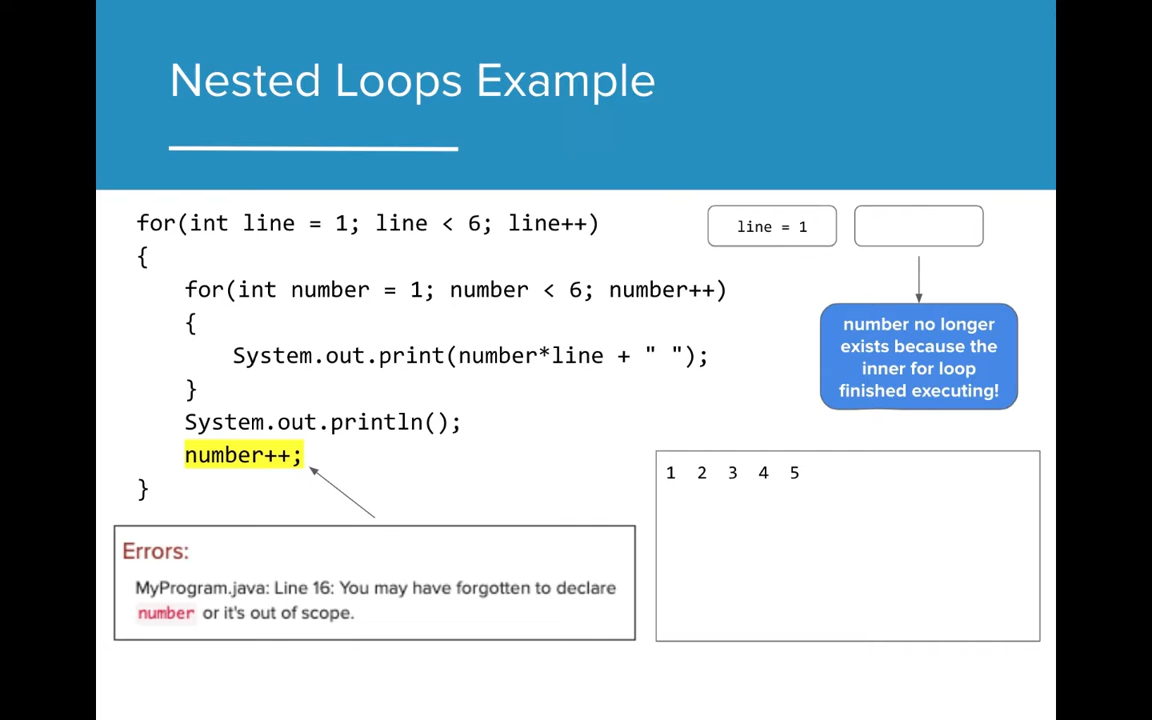 Nested Loops Example
for(int line = 1; line < 6; line++)
{
for(int number = 1; number < 6; number++)
{
System.out.print(number*line + " ");
}
System.out.println();
number++;
}
line = 1
number no longer
exists because the
inner for loop
finished executing!
Errors:
MyProgram.java: Line 16: You may have forgotten to declare
number or it's out of scope.
1 2 3 4 5